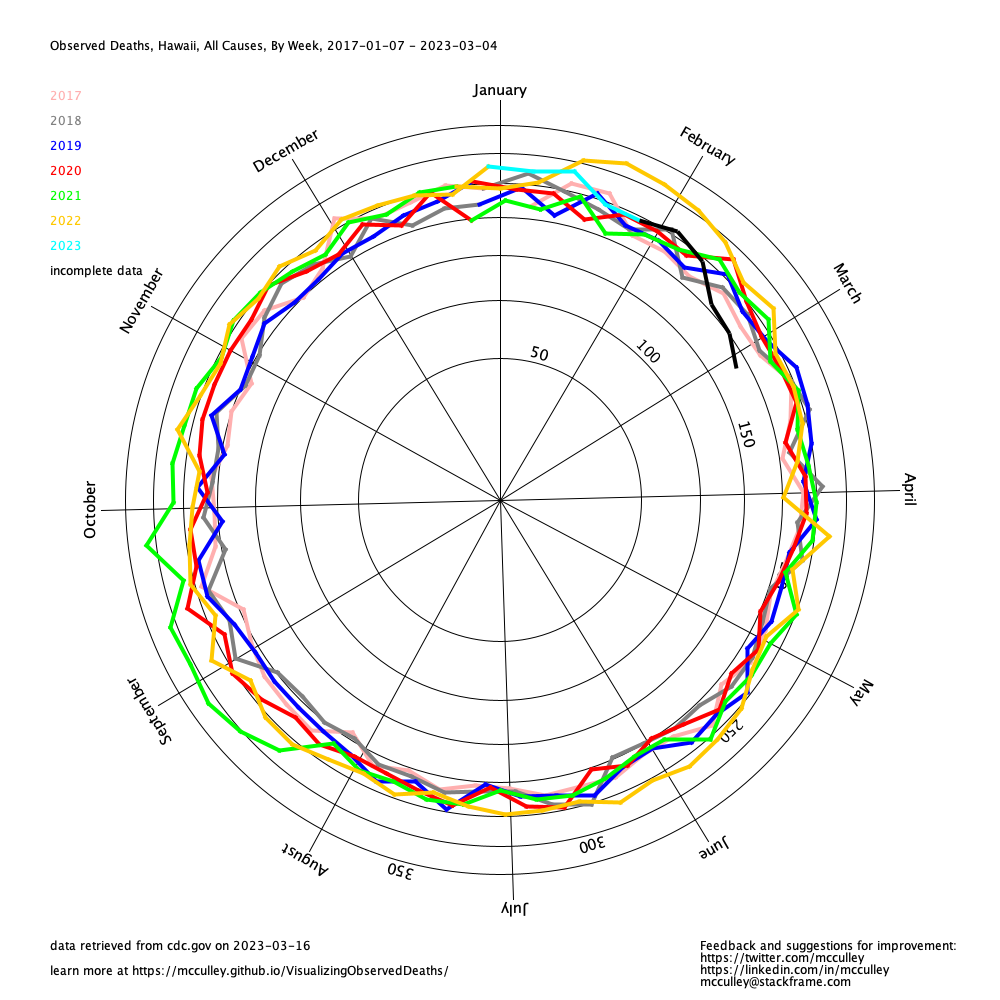 Observed Deaths, Hawaii, All Causes, By Week, 2017-01-07 - 2023-03-04
January
2017
2018
2019
2020
2021
2022
2023
incomplete data
December
February
November
March
50
100
150
October
April
September
May
250
August
350
300
June
July
data retrieved from cdc.gov on 2023-03-16
learn more at https://mcculley.github.io/VisualizingObservedDeaths/
Feedback and suggestions for improvement:
https://twitter.com/mcculley
https://linkedin.com/in/mcculley
mcculley@stackframe.com